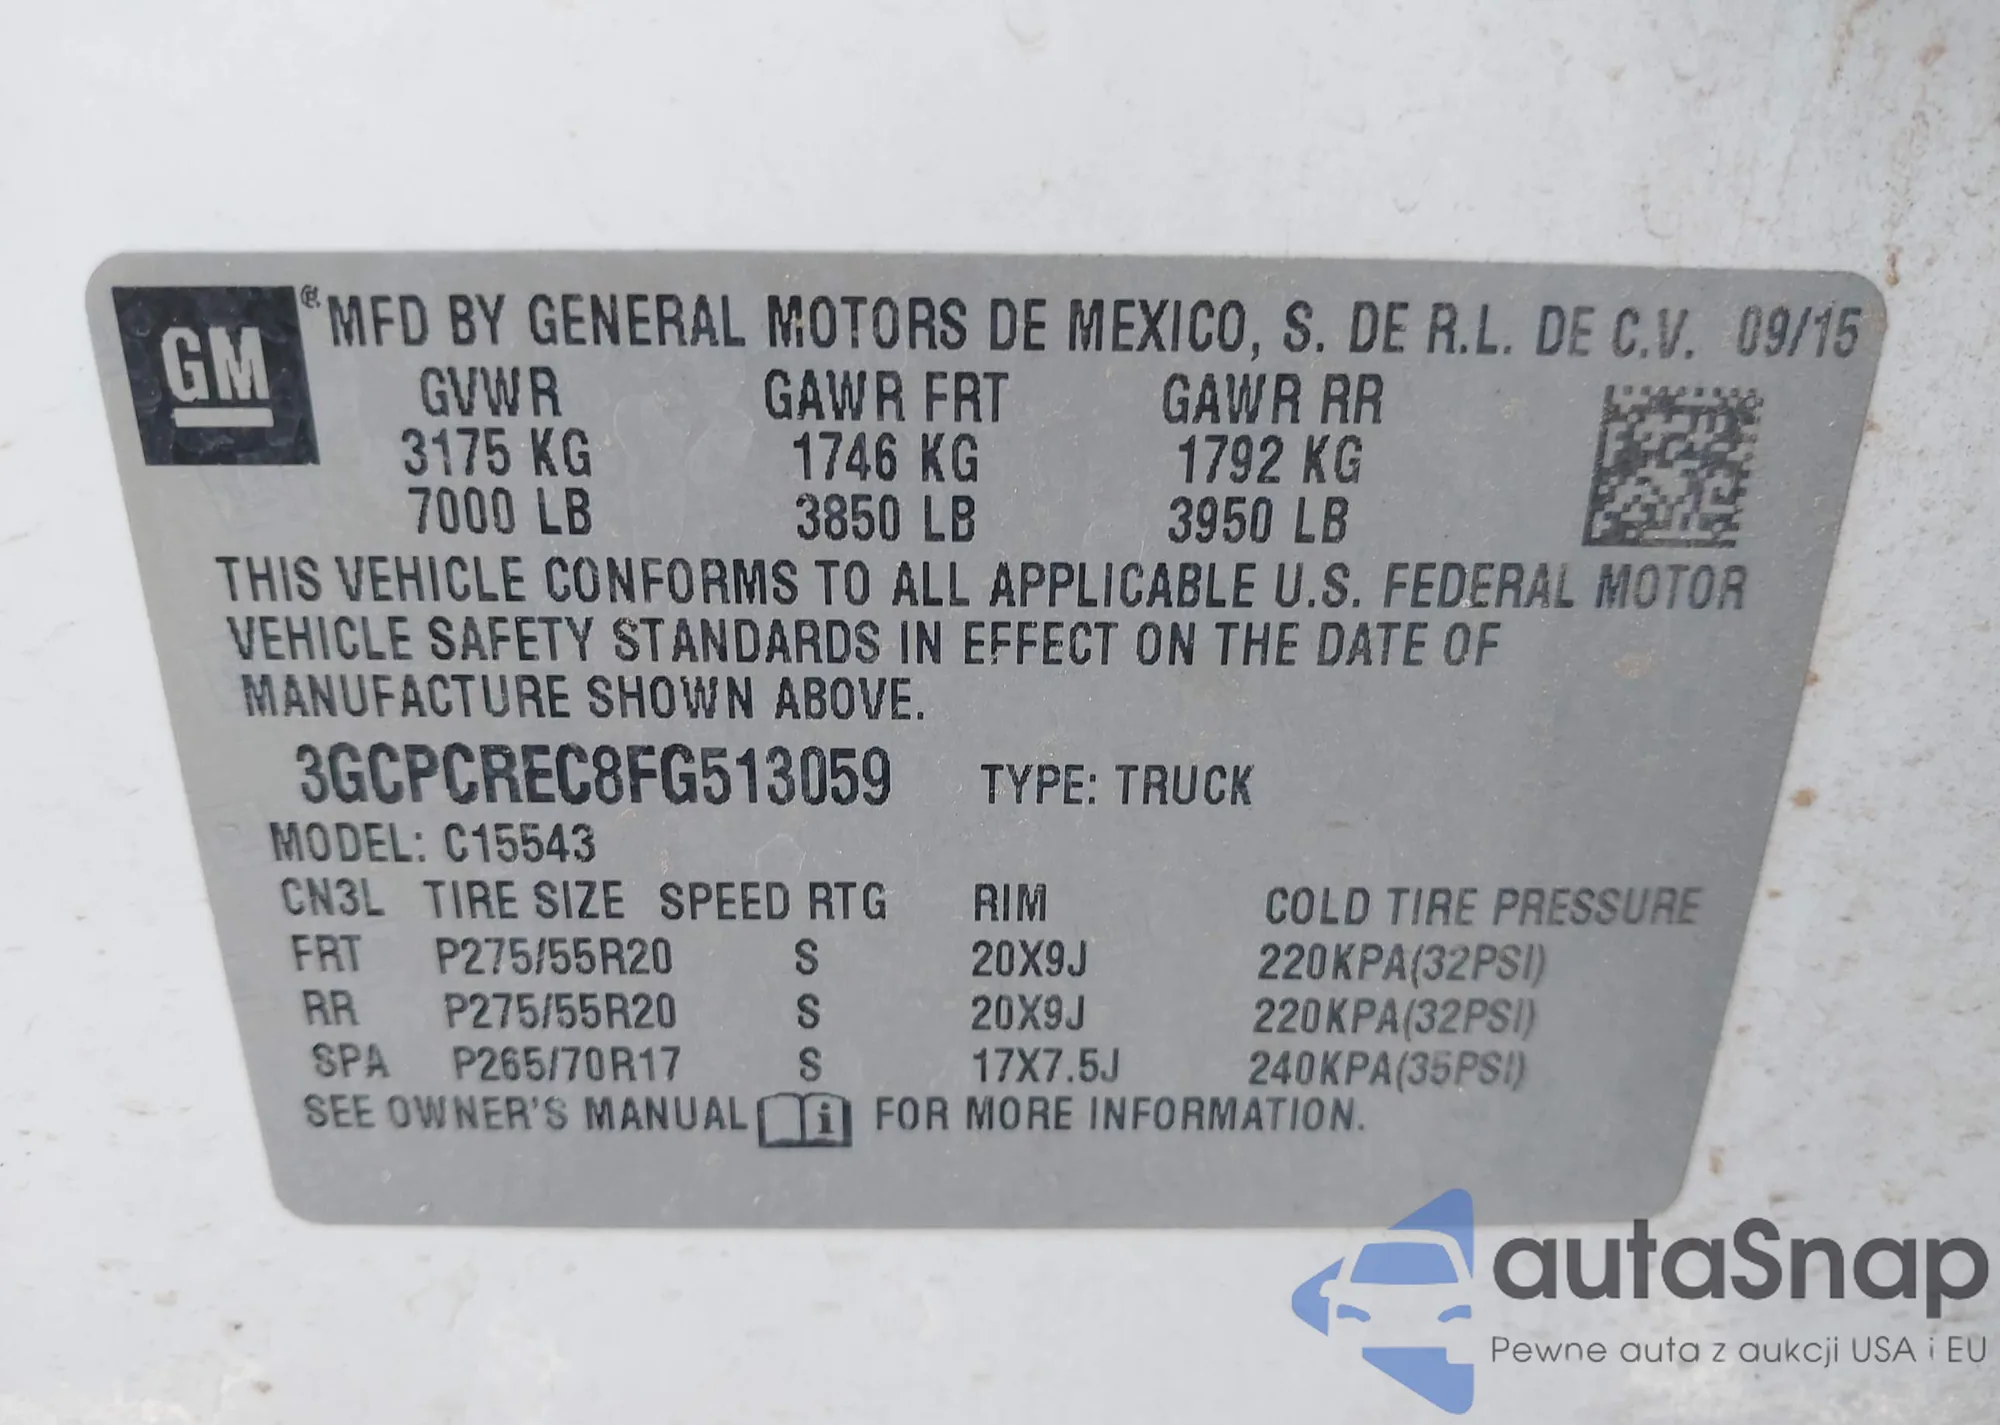 GM ® MFD BY GENERAL MOTORS DE MEXICO, S. DE R.L. DE C.V. 09/15
GVWR GAWR FRT GAWR RR
3175 KG 1746 KG 1792 KG
7000 LB 3850 LB 3950 LB
THIS VEHICLE CONFORMS TO ALL APPLICABLE U.S. FEDERAL MOTOR
VEHICLE SAFETY STANDARDS IN EFFECT ON THE DATE OF
MANUFACTURE SHOWN ABOVE.
3GCPCREC8FG513059 TYPE: TRUCK
MODEL: C15543
CN3L TIRE SIZE SPEED RTG RIM COLD TIRE PRESSURE
FRT P275/55R20 S 20X9J 220KPA(32PSI)
RR P275/55R20 S 20X9J 220KPA(32PSI)
SPA P265/70R17 S 17X7.5J 240KPA(35PSI)
SEE OWNER'S MANUAL i FOR MORE INFORMATION.
autaSnap
Pewne auta z aukcji USA i EU